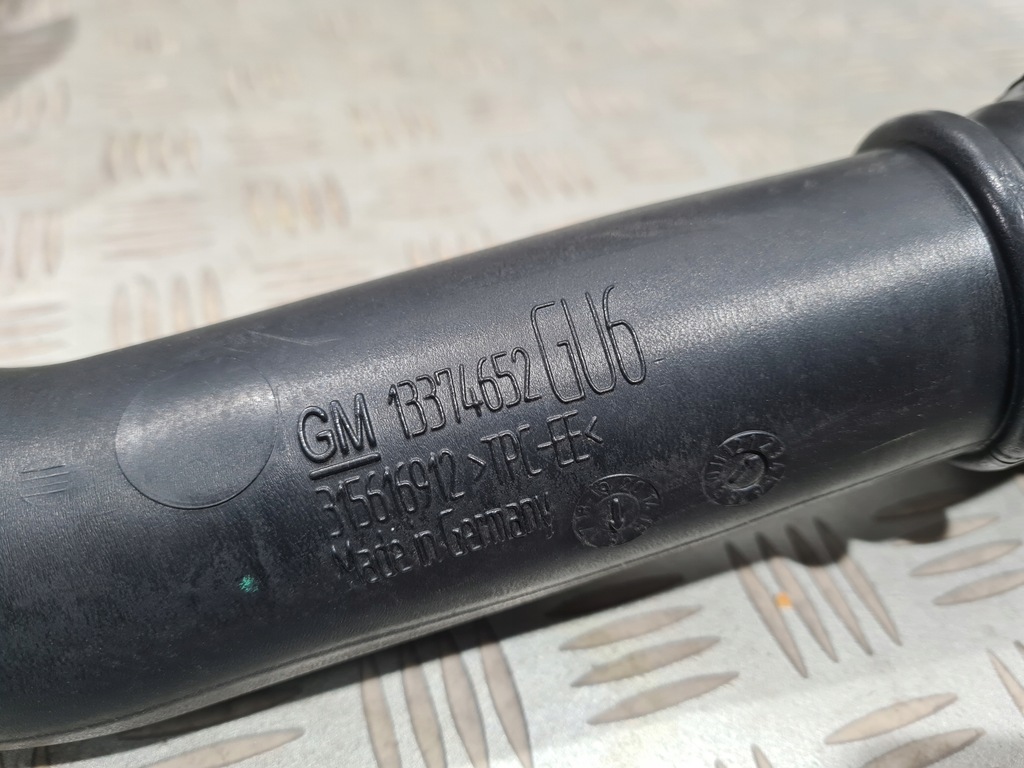 GM 13374652 GU6
315616912 >TPC-EE<
Made in Germany